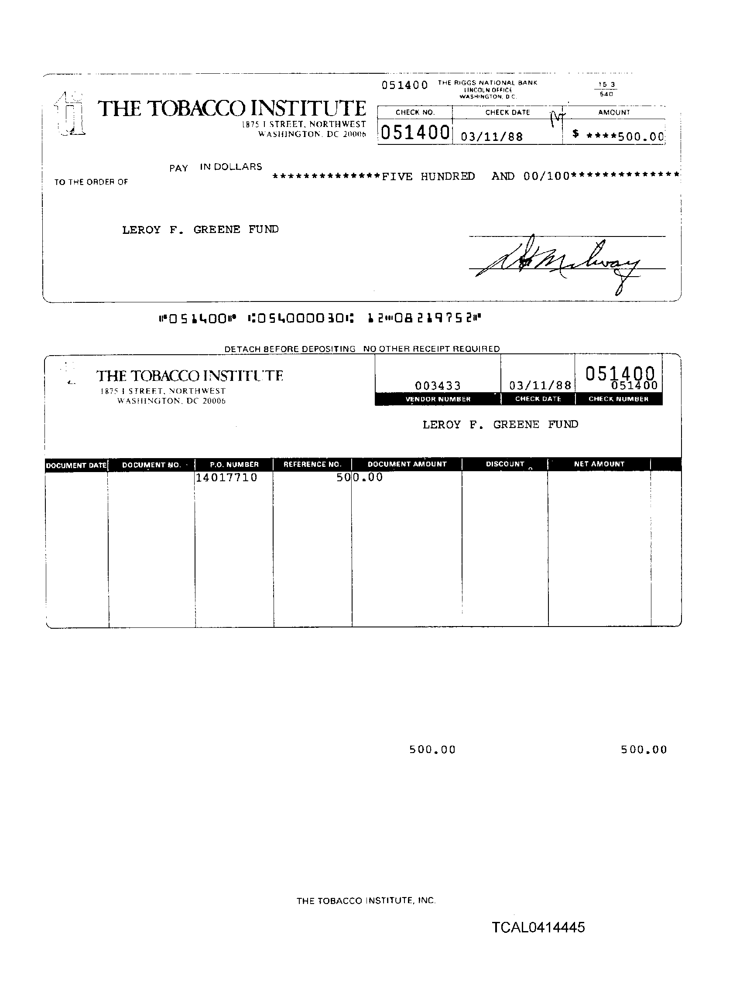 051400 THE RIGGS NATIONAL BANK
LINCOLN OFFICE
WASHINGTON, D.C.
15-3
540
THE TOBACCO INSTITUTE
1875 I STREET, NORTHWEST
WASHINGTON, DC 20006
CHECK NO. CHECK DATE AMOUNT
051400 03/11/88 $ ****500.00
PAY IN DOLLARS
TO THE ORDER OF
**************FIVE HUNDRED AND 00/100**************
LEROY F. GREENE FUND
⑈051400⑈ ⑆054000030⑆ 12⑉08219752⑈
DETACH BEFORE DEPOSITING NO OTHER RECEIPT REQUIRED
THE TOBACCO INSTITUTE
1875 I STREET, NORTHWEST
WASHINGTON, DC 20006
003433 03/11/88 051400
051400
VENDOR NUMBER CHECK DATE CHECK NUMBER
LEROY F. GREENE FUND
DOCUMENT DATE DOCUMENT NO. P.O. NUMBER REFERENCE NO. DOCUMENT AMOUNT DISCOUNT NET AMOUNT
14017710 500.00
500.00 500.00
THE TOBACCO INSTITUTE, INC.
TCAL0414445